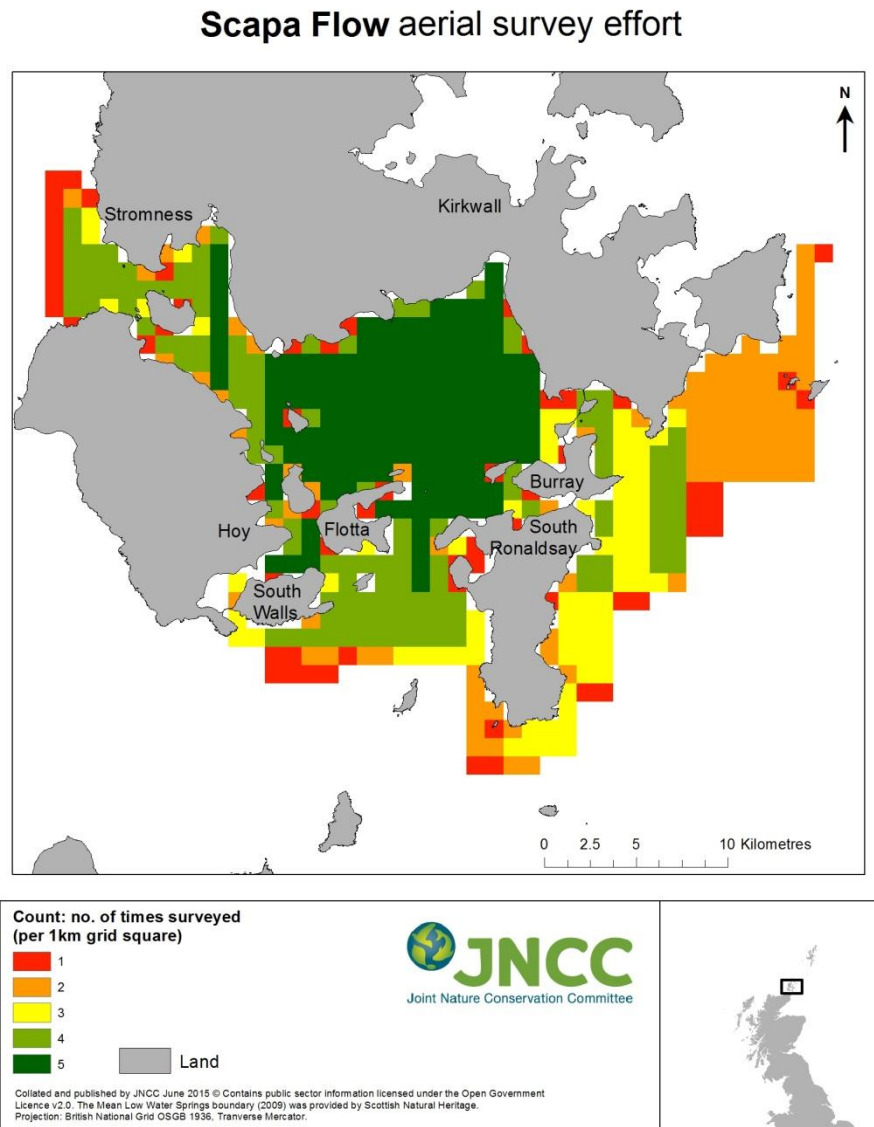 Scapa Flow aerial survey effort
N
Kirkwall
Stromness
Burray
Hoy
Flotta
South
Ronaldsay
South
Walls
0 2.5 5 10 Kilometres
Count: no. of times surveyed
(per 1km grid square)
1
2
3
4
5
Land
JNCC
Joint Nature Conservation Committee
Collated and published by JNCC June 2015 © Contains public sector information licensed under the Open Government
Licence v2.0. The Mean Low Water Springs boundary (2009) was provided by Scottish Natural Heritage.
Projection: British National Grid OSGB 1936, Tranverse Mercator.